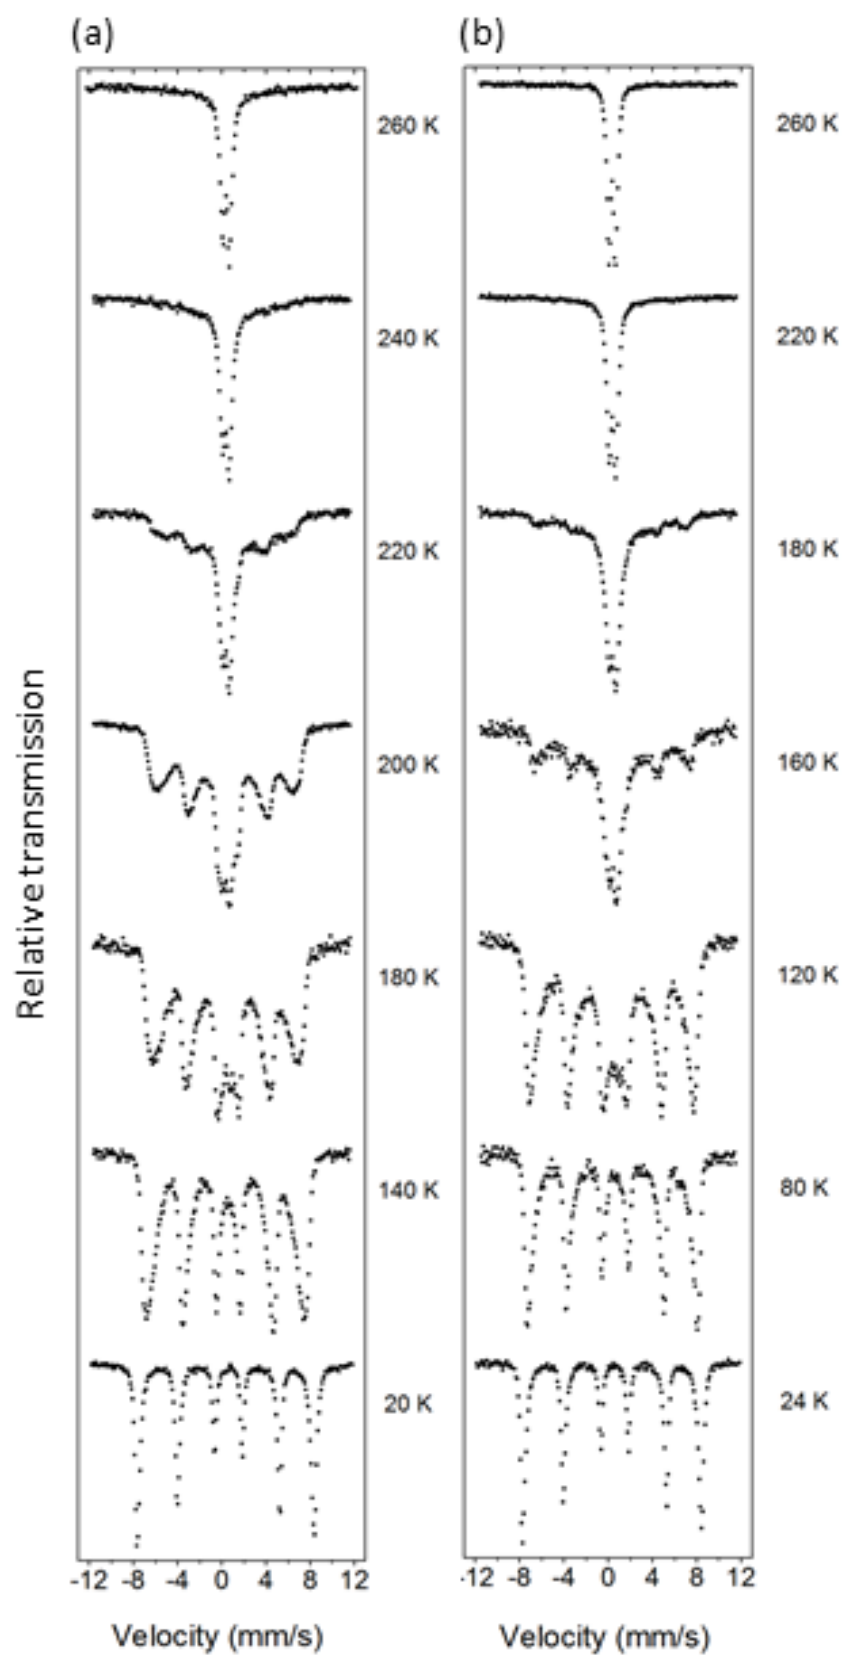 (a) (b)
260 K 260 K
240 K 220 K
220 K 180 K
200 K 160 K
180 K 120 K
140 K 80 K
20 K 24 K
Relative transmission
-12 -8 -4 0 4 8 12 -12 -8 -4 0 4 8 12
Velocity (mm/s) Velocity (mm/s)